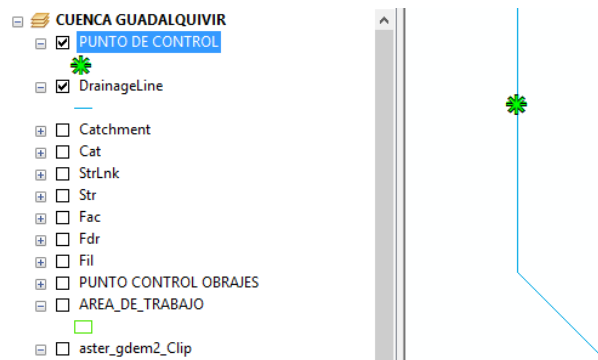 CUENCA GUADALQUIVIR
PUNTO DE CONTROL
DrainageLine
Catchment
Cat
StrLnk
Str
Fac
Fdr
Fil
PUNTO CONTROL OBRAJES
AREA_DE_TRABAJO
aster_gdem2_Clip